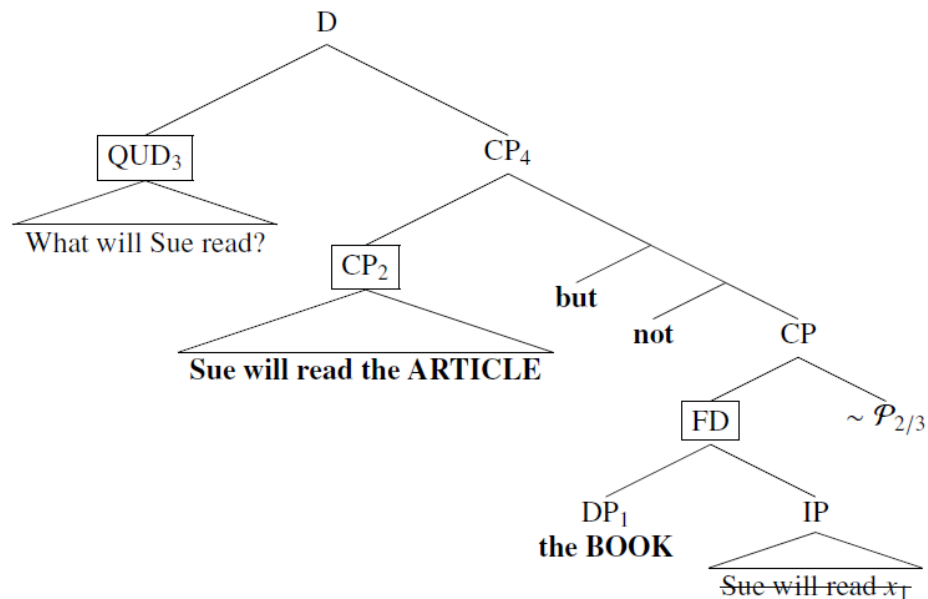 D
QUD₃ CP₄
What will Sue read?
CP₂
but
not CP
Sue will read the ARTICLE
FD ~ 𝒫₂/₃
DP₁ IP
the BOOK
Sue will read x₁